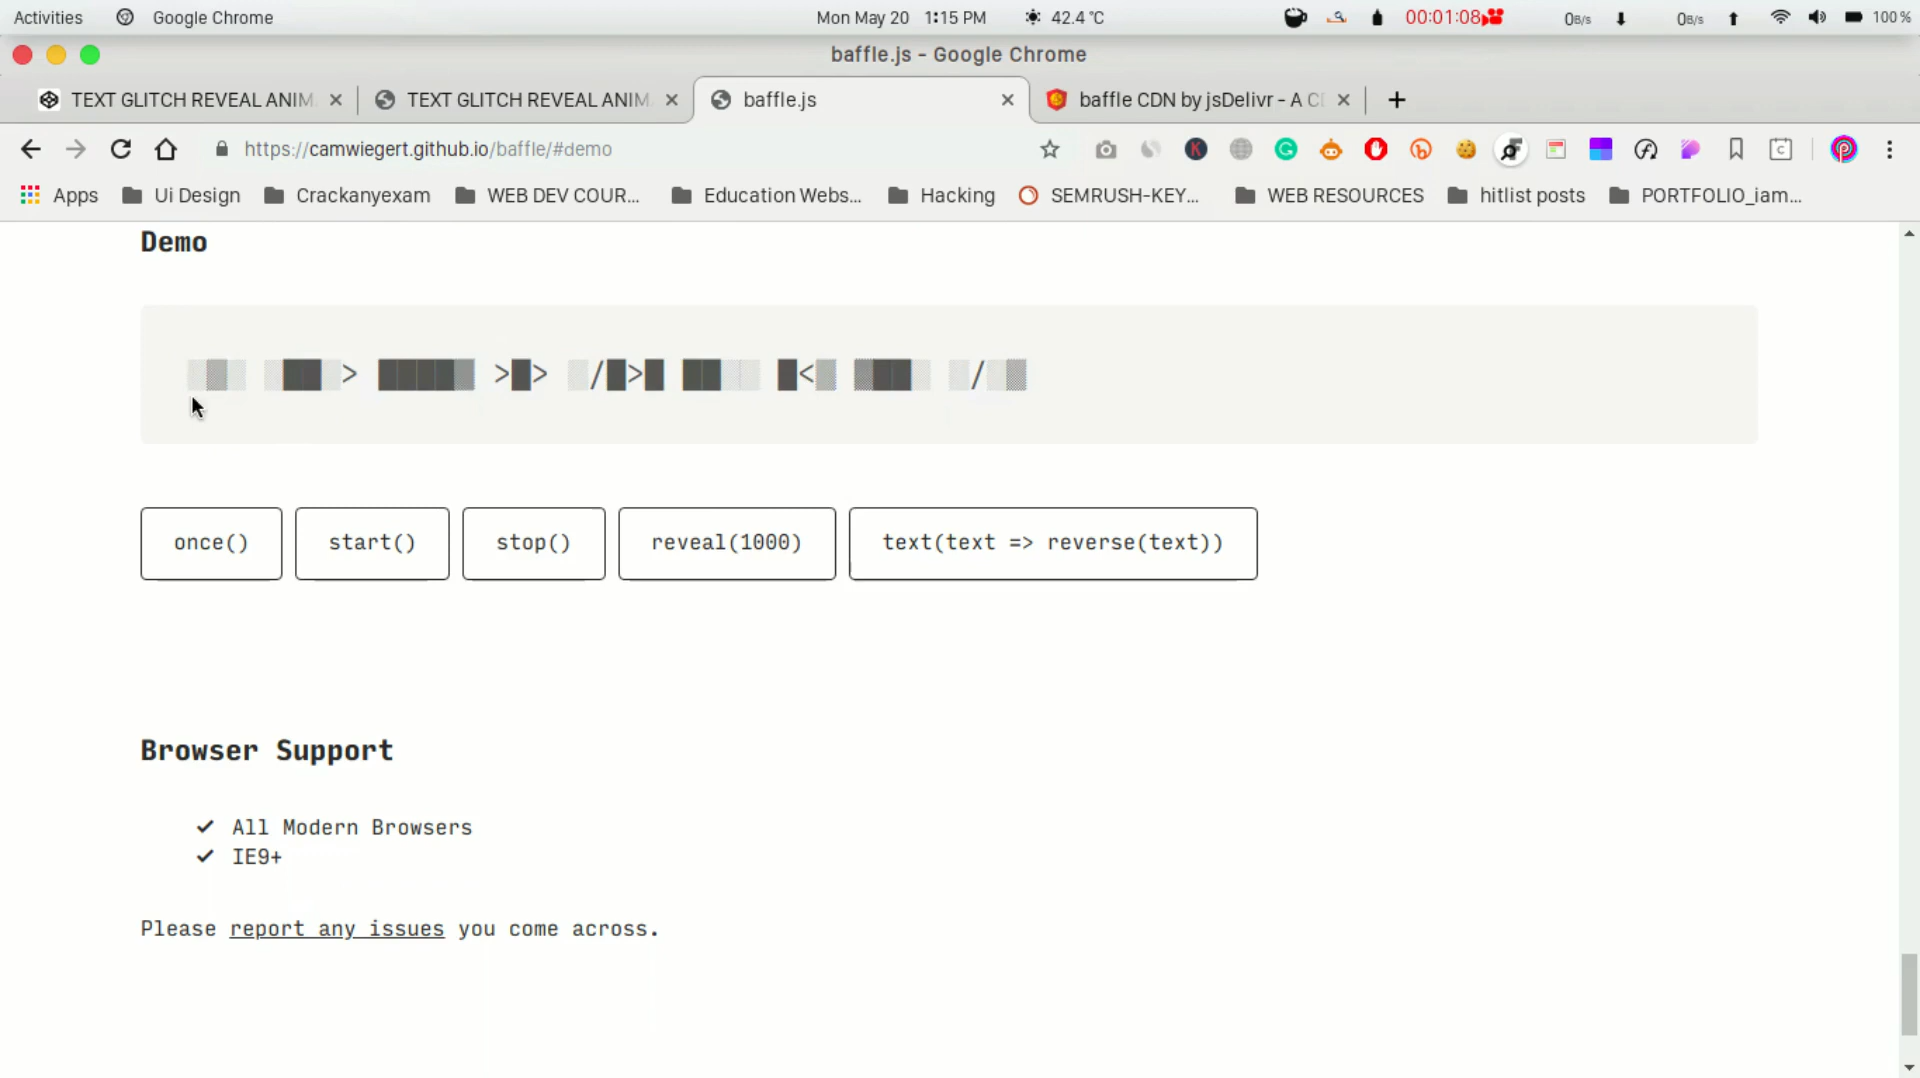 Activities Google Chrome Mon May 20 1:15 PM 42.4 °C 00:01:08 0B/s 0B/s 100 %
baffle.js - Google Chrome
TEXT GLITCH REVEAL ANIM TEXT GLITCH REVEAL ANIM baffle.js baffle CDN by jsDelivr - A C
https://camwiegert.github.io/baffle/#demo
Apps Ui Design Crackanyexam WEB DEV COUR... Education Webs... Hacking SEMRUSH-KEY... WEB RESOURCES hitlist posts PORTFOLIO_iam...
Demo
░▒░ ░██░> ████▓ >█> ░/█>█ ██░░ █<▒ ▓██░ ░/░▒
once() start() stop() reveal(1000) text(text => reverse(text))
Browser Support
✓ All Modern Browsers
✓ IE9+
Please report any issues you come across.